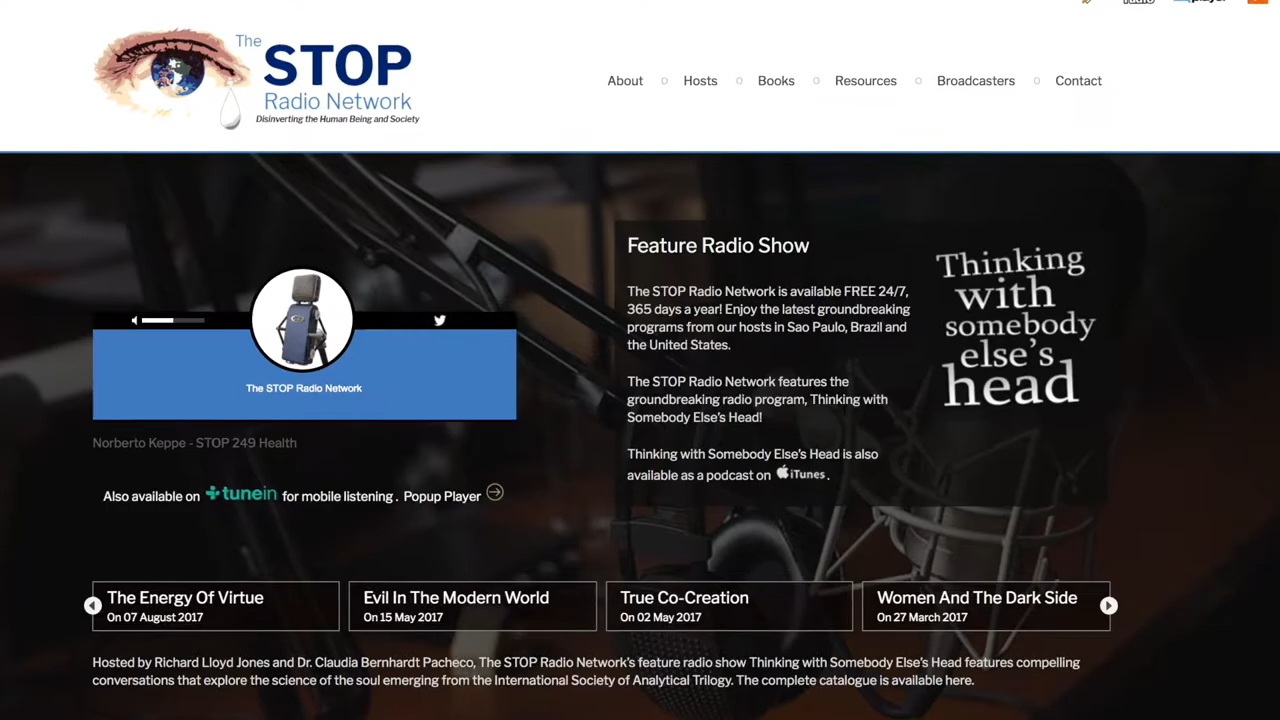 The
STOP
Radio Network
Disinverting the Human Being and Society
About
Hosts
Books
Resources
Broadcasters
Contact
The STOP Radio Network
Norberto Keppe - STOP 249 Health
Also available on tunein for mobile listening . Popup Player
Feature Radio Show
The STOP Radio Network is available FREE 24/7,
365 days a year! Enjoy the latest groundbreaking
programs from our hosts in Sao Paulo, Brazil and
the United States.
The STOP Radio Network features the
groundbreaking radio program, Thinking with
Somebody Else's Head!
Thinking with Somebody Else's Head is also
available as a podcast on iTunes .
Thinking
with
somebody
else's
head
The Energy Of Virtue
On 07 August 2017
Evil In The Modern World
On 15 May 2017
True Co-Creation
On 02 May 2017
Women And The Dark Side
On 27 March 2017
Hosted by Richard Lloyd Jones and Dr. Claudia Bernhardt Pacheco, The STOP Radio Network's feature radio show Thinking with Somebody Else's Head features compelling
conversations that explore the science of the soul emerging from the International Society of Analytical Trilogy. The complete catalogue is available here.